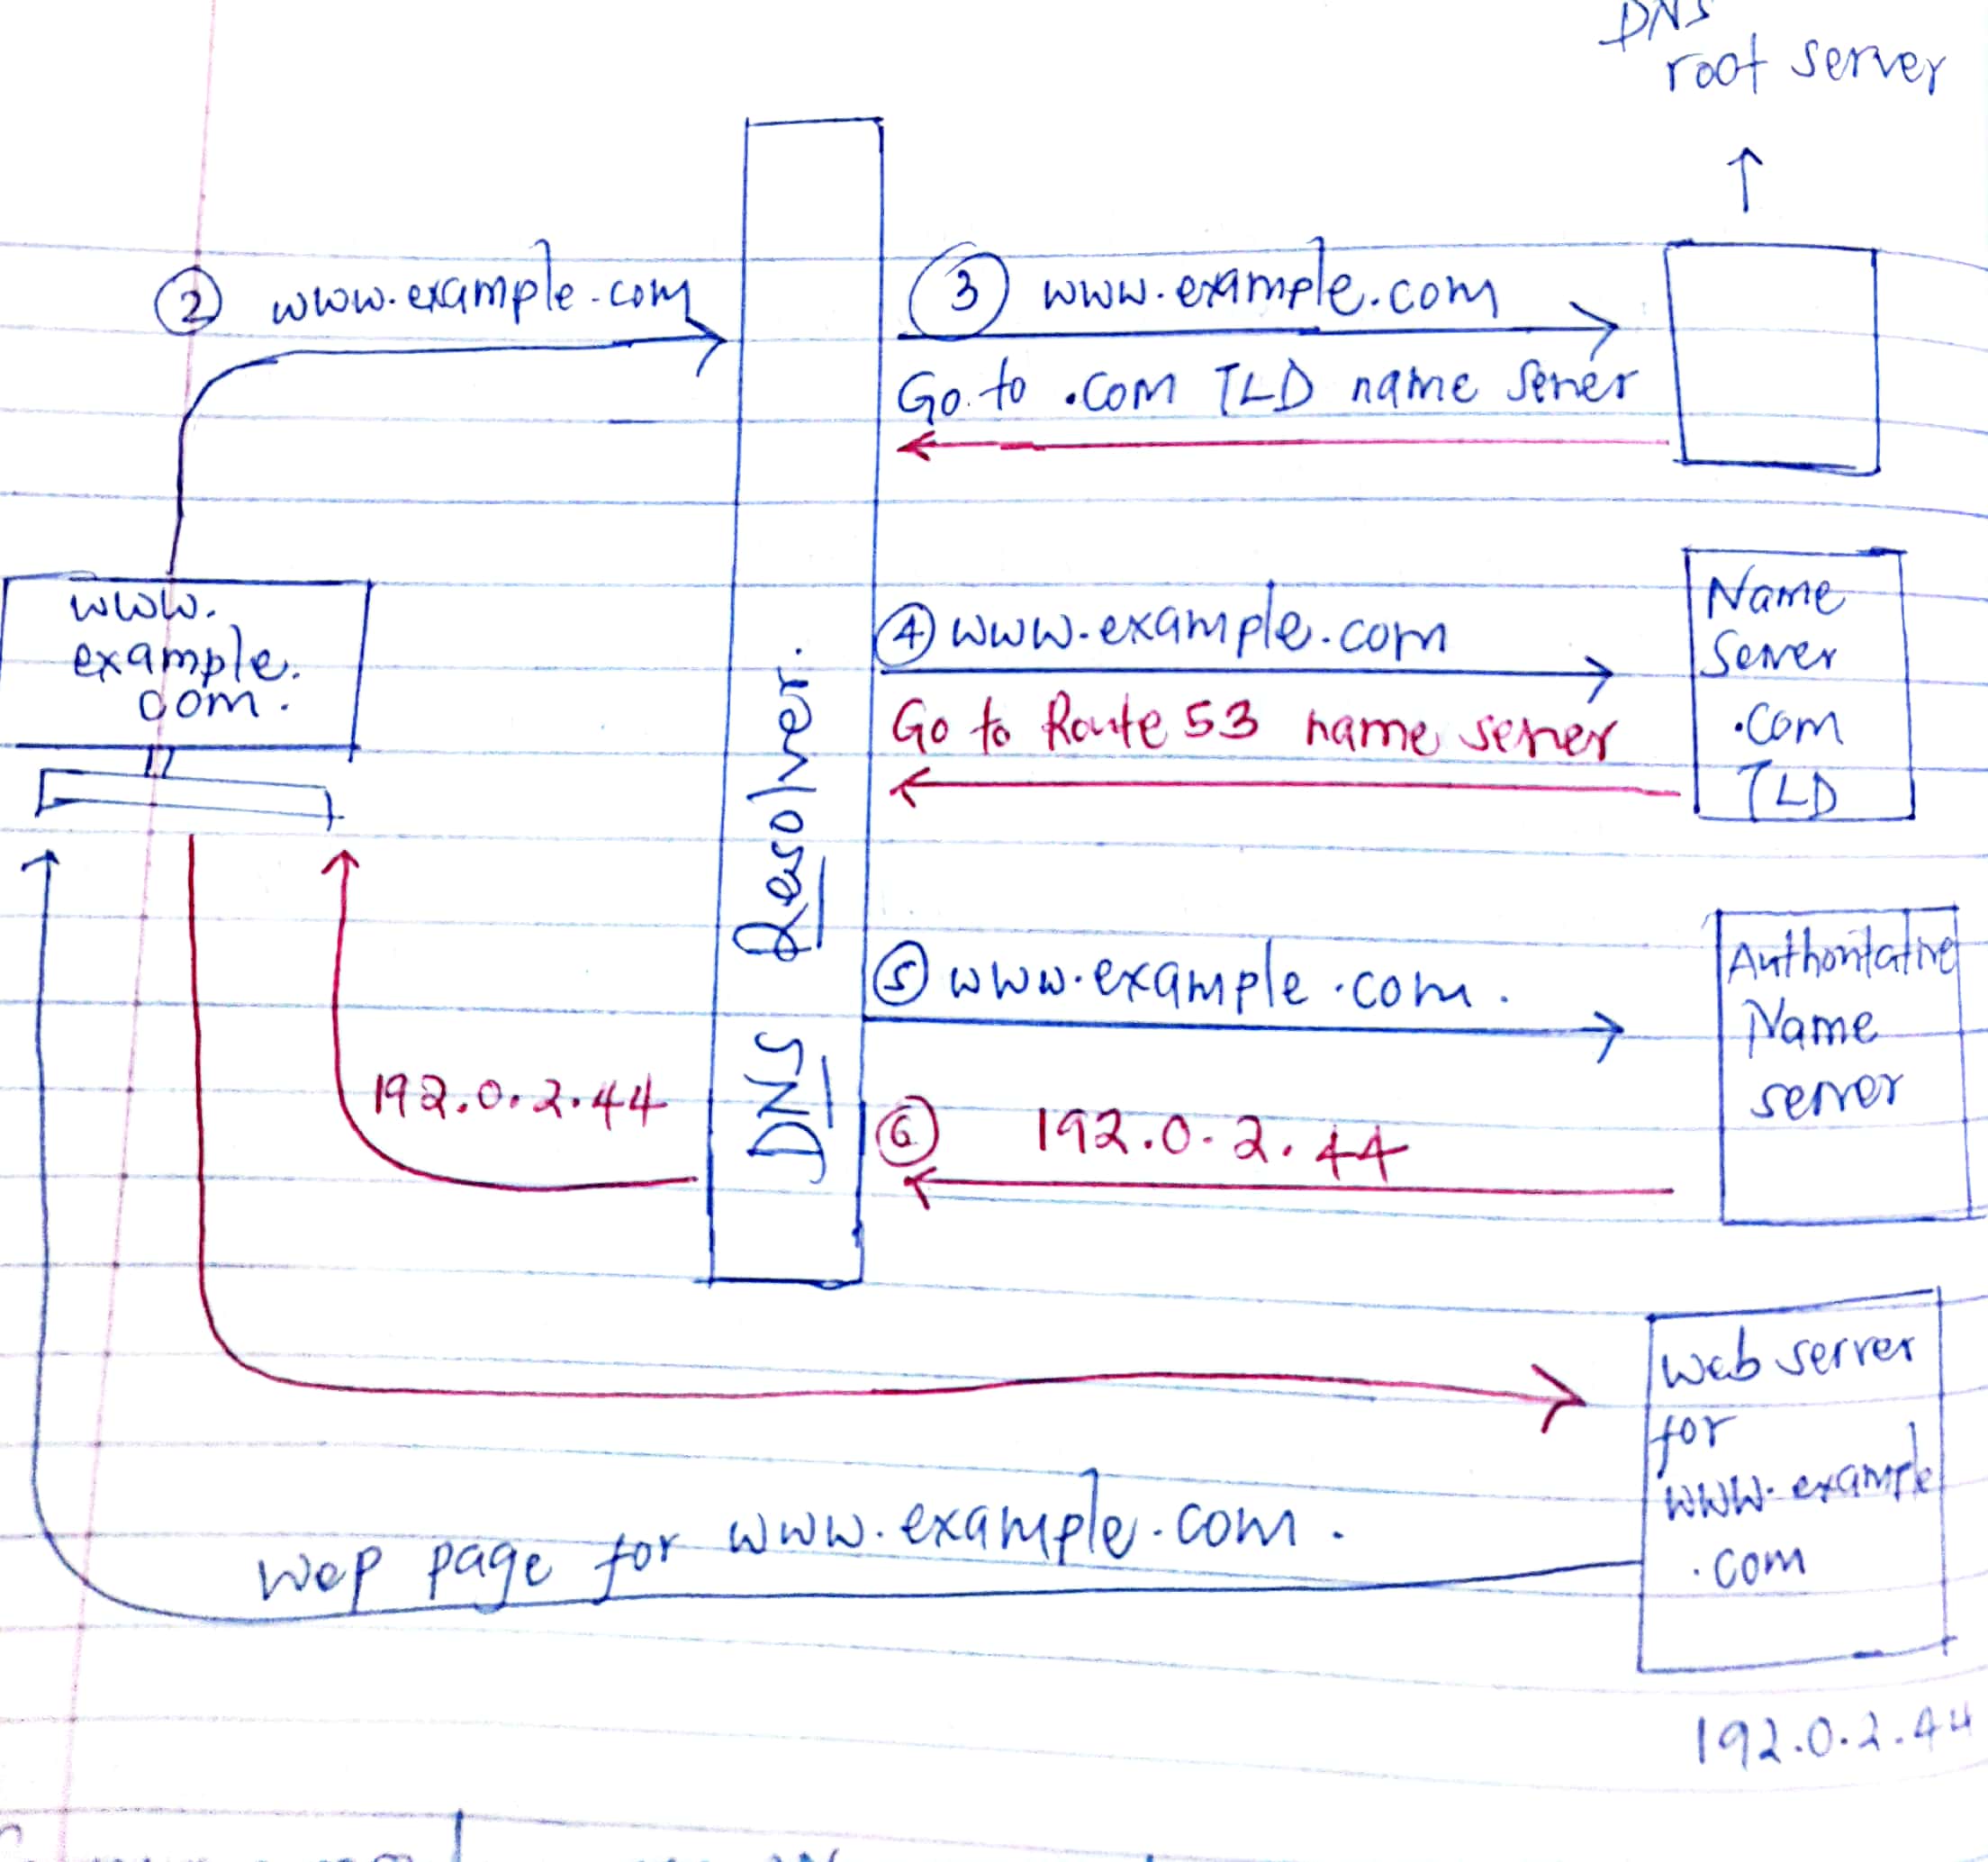 DNS
root server
② www.example.com
③ www.example.com
Go to .com TLD name server
www.
example.
com.
④ www.example.com
Go to Route 53 name server
Name
Server
.com
TLD
DNS Resolver.
⑤ www.example.com.
Authoritative
Name
server
192.0.2.44
⑥ 192.0.2.44
Web server
for
www.example
.com
Wep page for www.example.com.
192.0.2.44